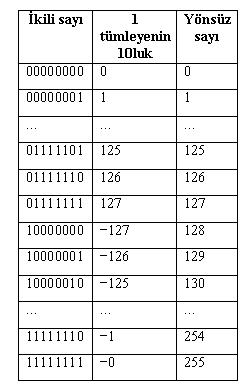 İkili sayı 1 tümleyenin 10luk Yönsüz sayı
00000000 0 0
00000001 1 1
... ... ...
01111101 125 125
01111110 126 126
01111111 127 127
10000000 −127 128
10000001 −126 129
10000010 −125 130
... ... ...
11111110 −1 254
11111111 −0 255